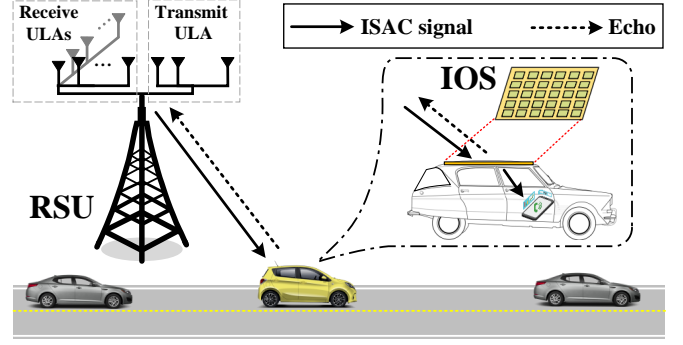 Receive
ULAs
Transmit
ULA
...
...
ISAC signal
Echo
IOS
RSU